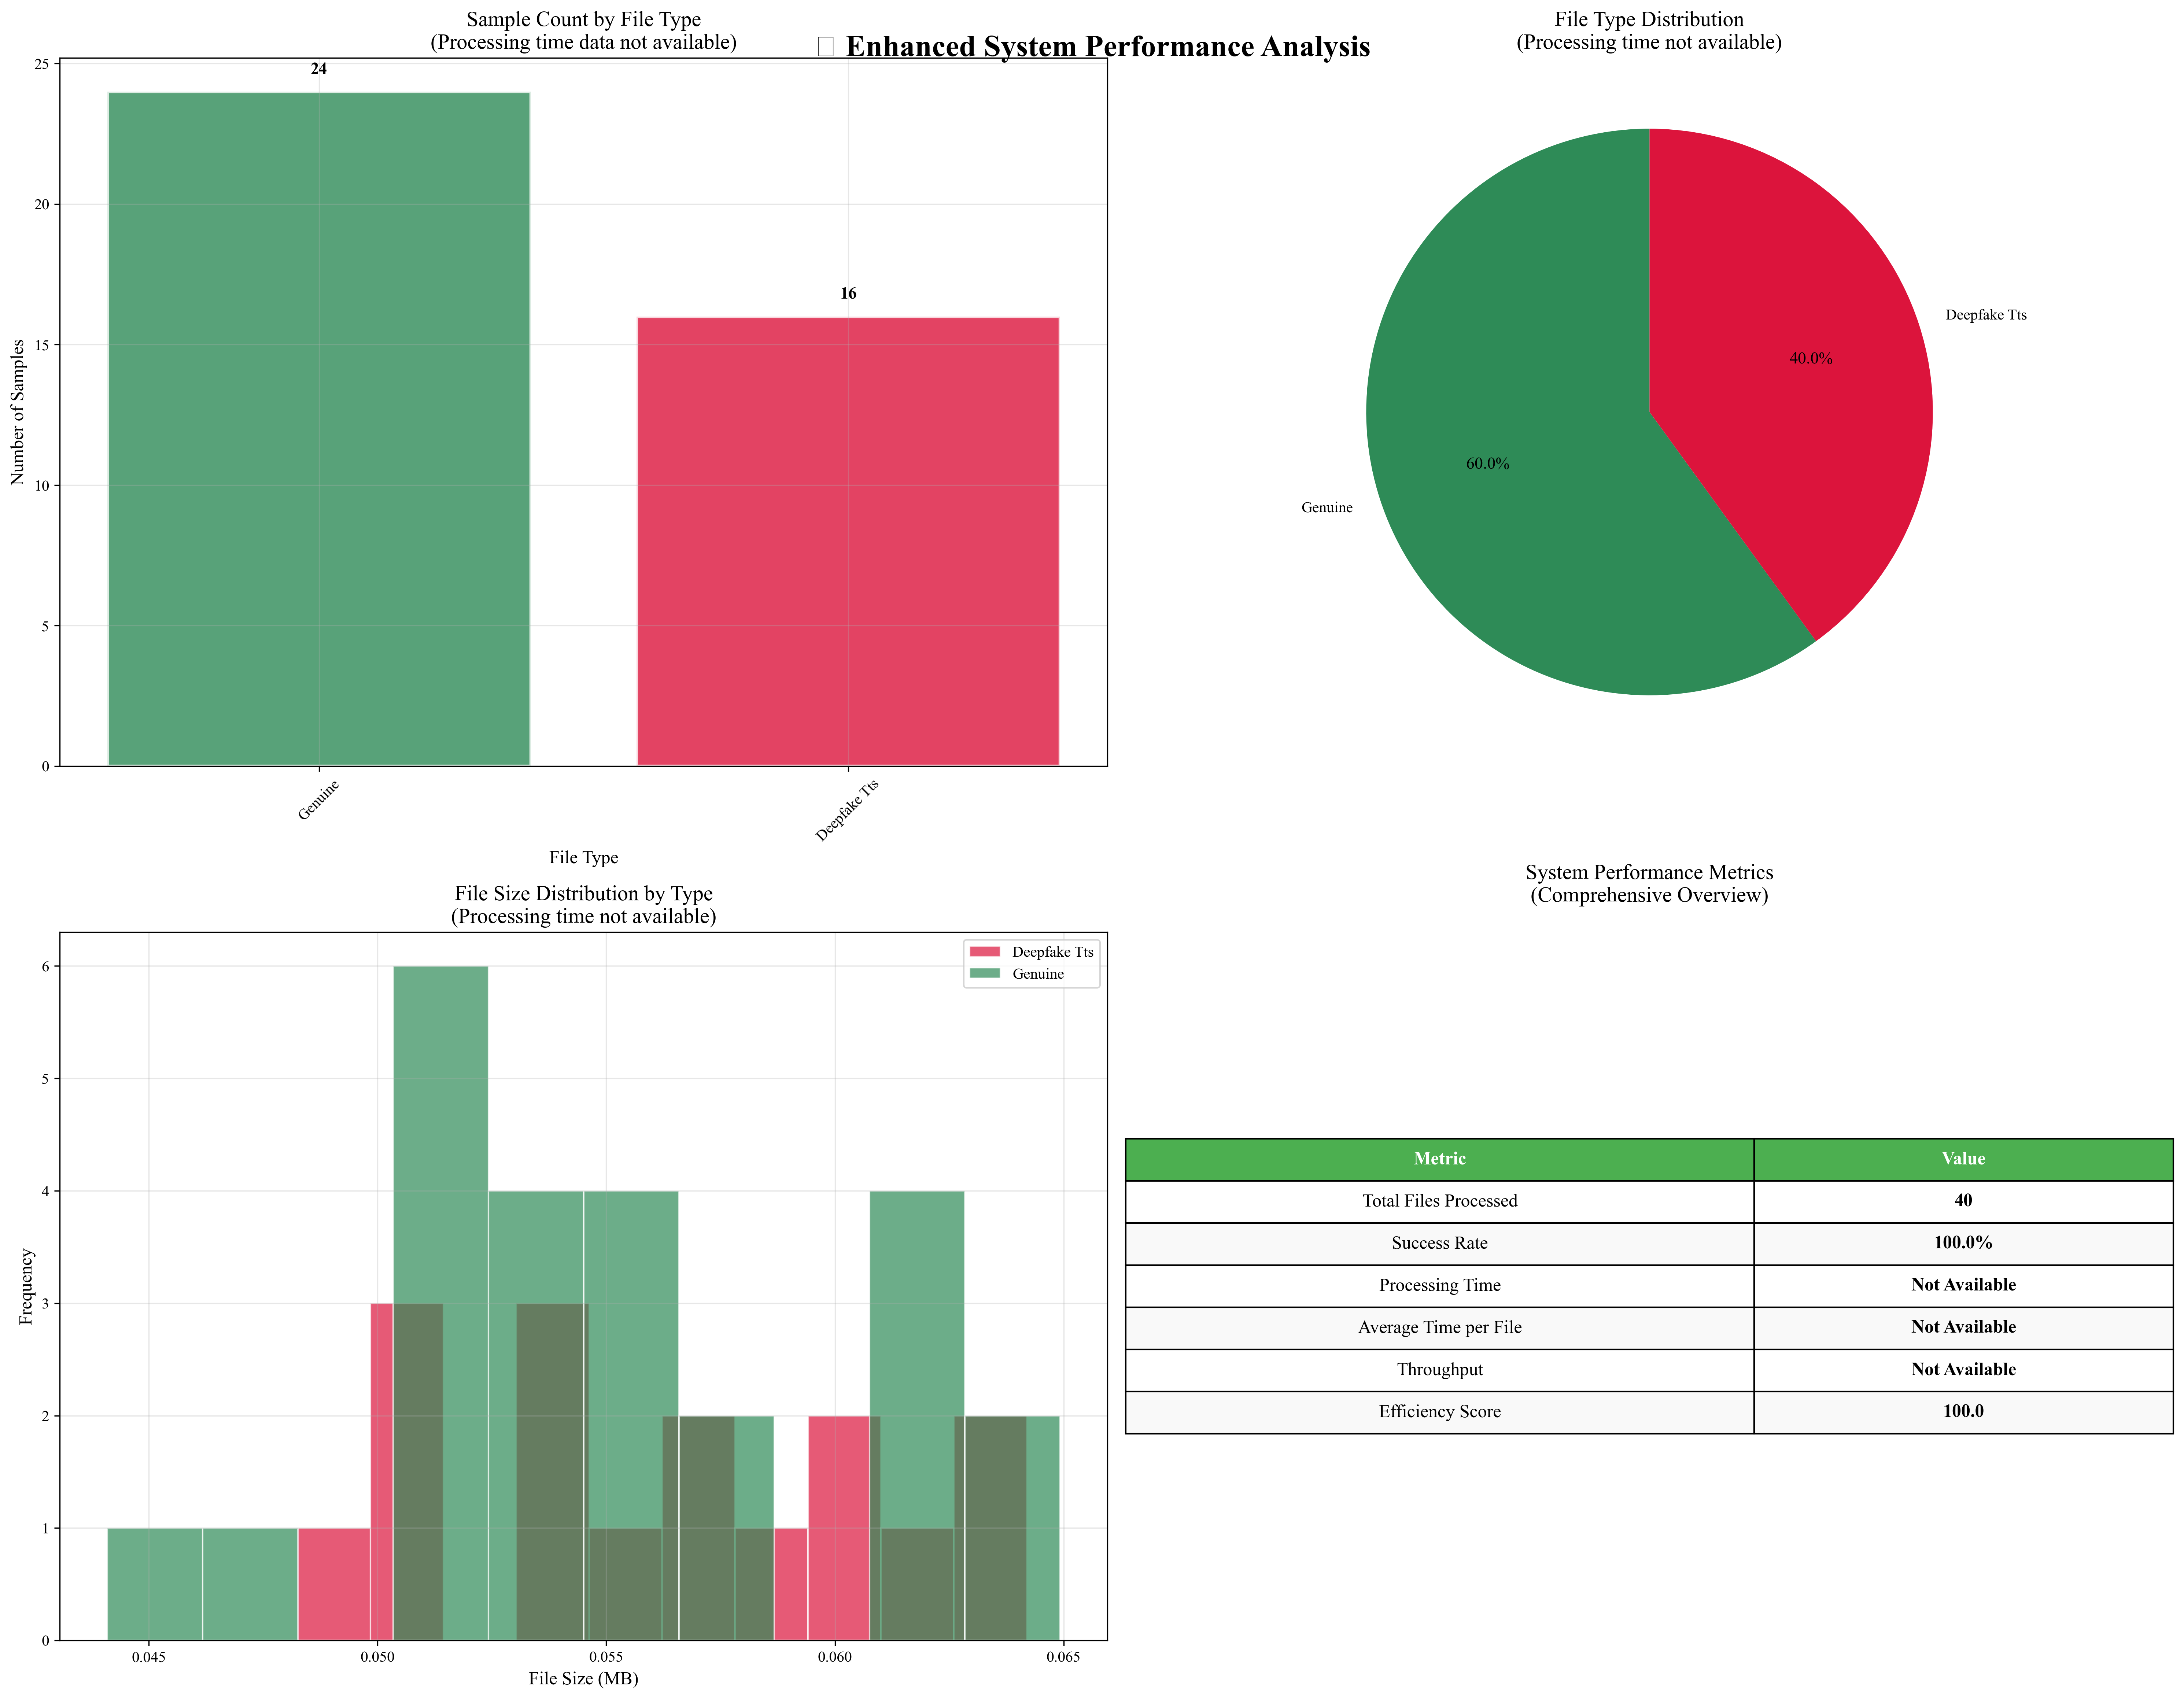 Sample Count by File Type
(Processing time data not available)
Enhanced System Performance Analysis
File Type Distribution
(Processing time not available)
25
20
15
10
5
0
Number of Samples
24
16
Genuine
Deepfake Tts
File Type
Deepfake Tts
40.0%
60.0%
Genuine
File Size Distribution by Type
(Processing time not available)
6
5
4
3
2
1
0
Frequency
Deepfake Tts
Genuine
0.045
0.050
0.055
0.060
0.065
File Size (MB)
System Performance Metrics
(Comprehensive Overview)
Metric Value
Total Files Processed 40
Success Rate 100.0%
Processing Time Not Available
Average Time per File Not Available
Throughput Not Available
Efficiency Score 100.0